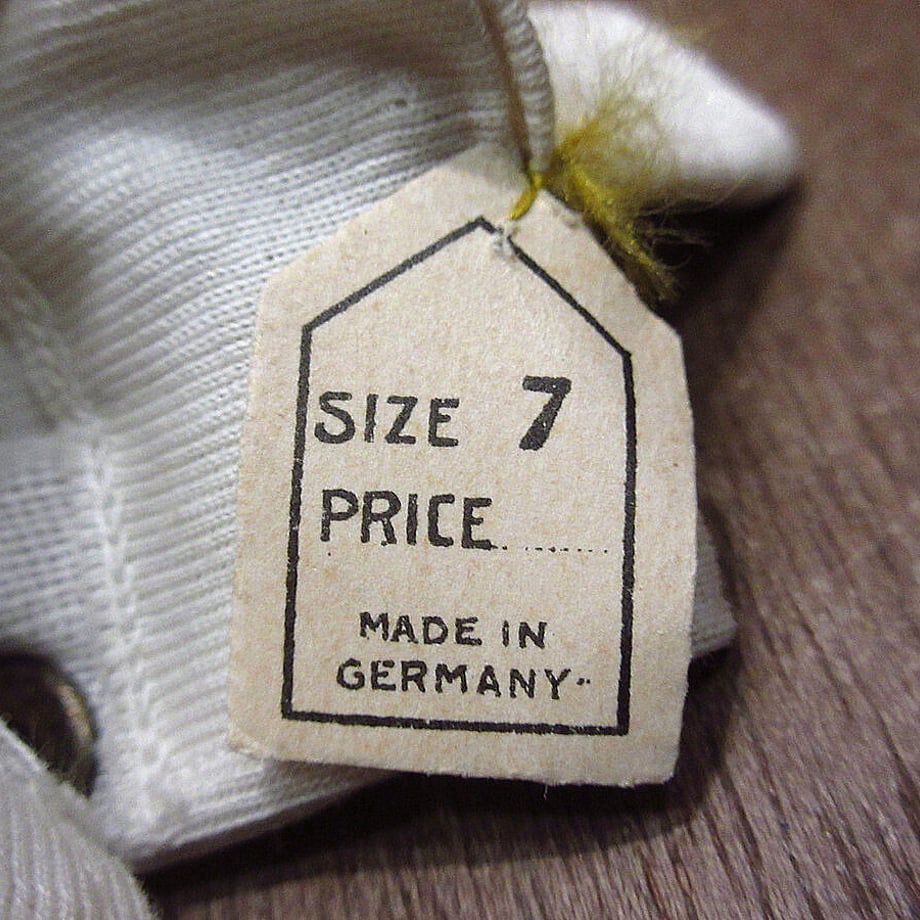 SIZE 7
PRICE..............
MADE IN
GERMANY